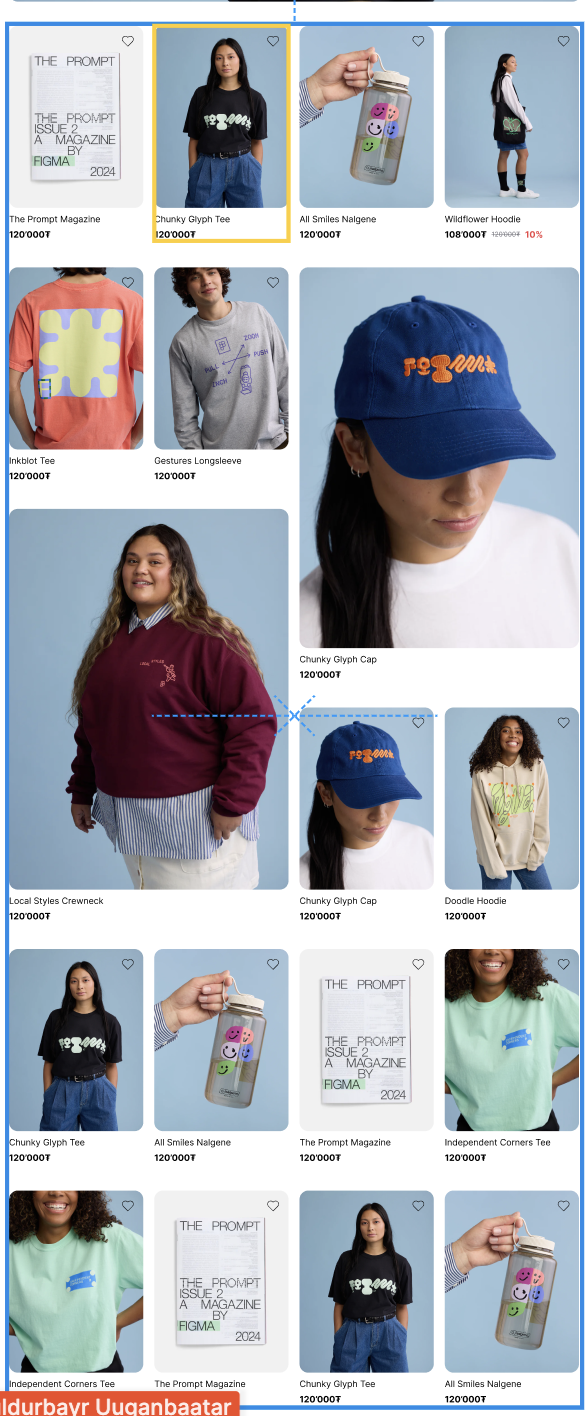 THE PROMPT
THE PROMPT
ISSUE 2
A MAGAZINE
BY
FIGMA
2024
The Prompt Magazine
120'000₮
Chunky Glyph Tee
120'000₮
All Smiles Nalgene
120'000₮
Wildflower Hoodie
108'000₮ 120'000₮ 10%
ZOOM
PULL
PUSH
Inkblot Tee
120'000₮
Gestures Longsleeve
120'000₮
Chunky Glyph Cap
120'000₮
LOCAL STYLES
Local Styles Crewneck
120'000₮
Chunky Glyph Cap
120'000₮
Doodle Hoodie
120'000₮
Chunky Glyph Tee
120'000₮
All Smiles Nalgene
120'000₮
THE PROMPT
THE PROMPT
ISSUE 2
A MAGAZINE
BY
FIGMA
2024
The Prompt Magazine
120'000₮
Independent Corners Tee
120'000₮
Independent Corners Tee
THE PROMPT
THE PROMPT
ISSUE 2
A MAGAZINE
BY
FIGMA
2024
The Prompt Magazine
Chunky Glyph Tee
120'000₮
All Smiles Nalgene
120'000₮
ldurbayr Uuganbaatar